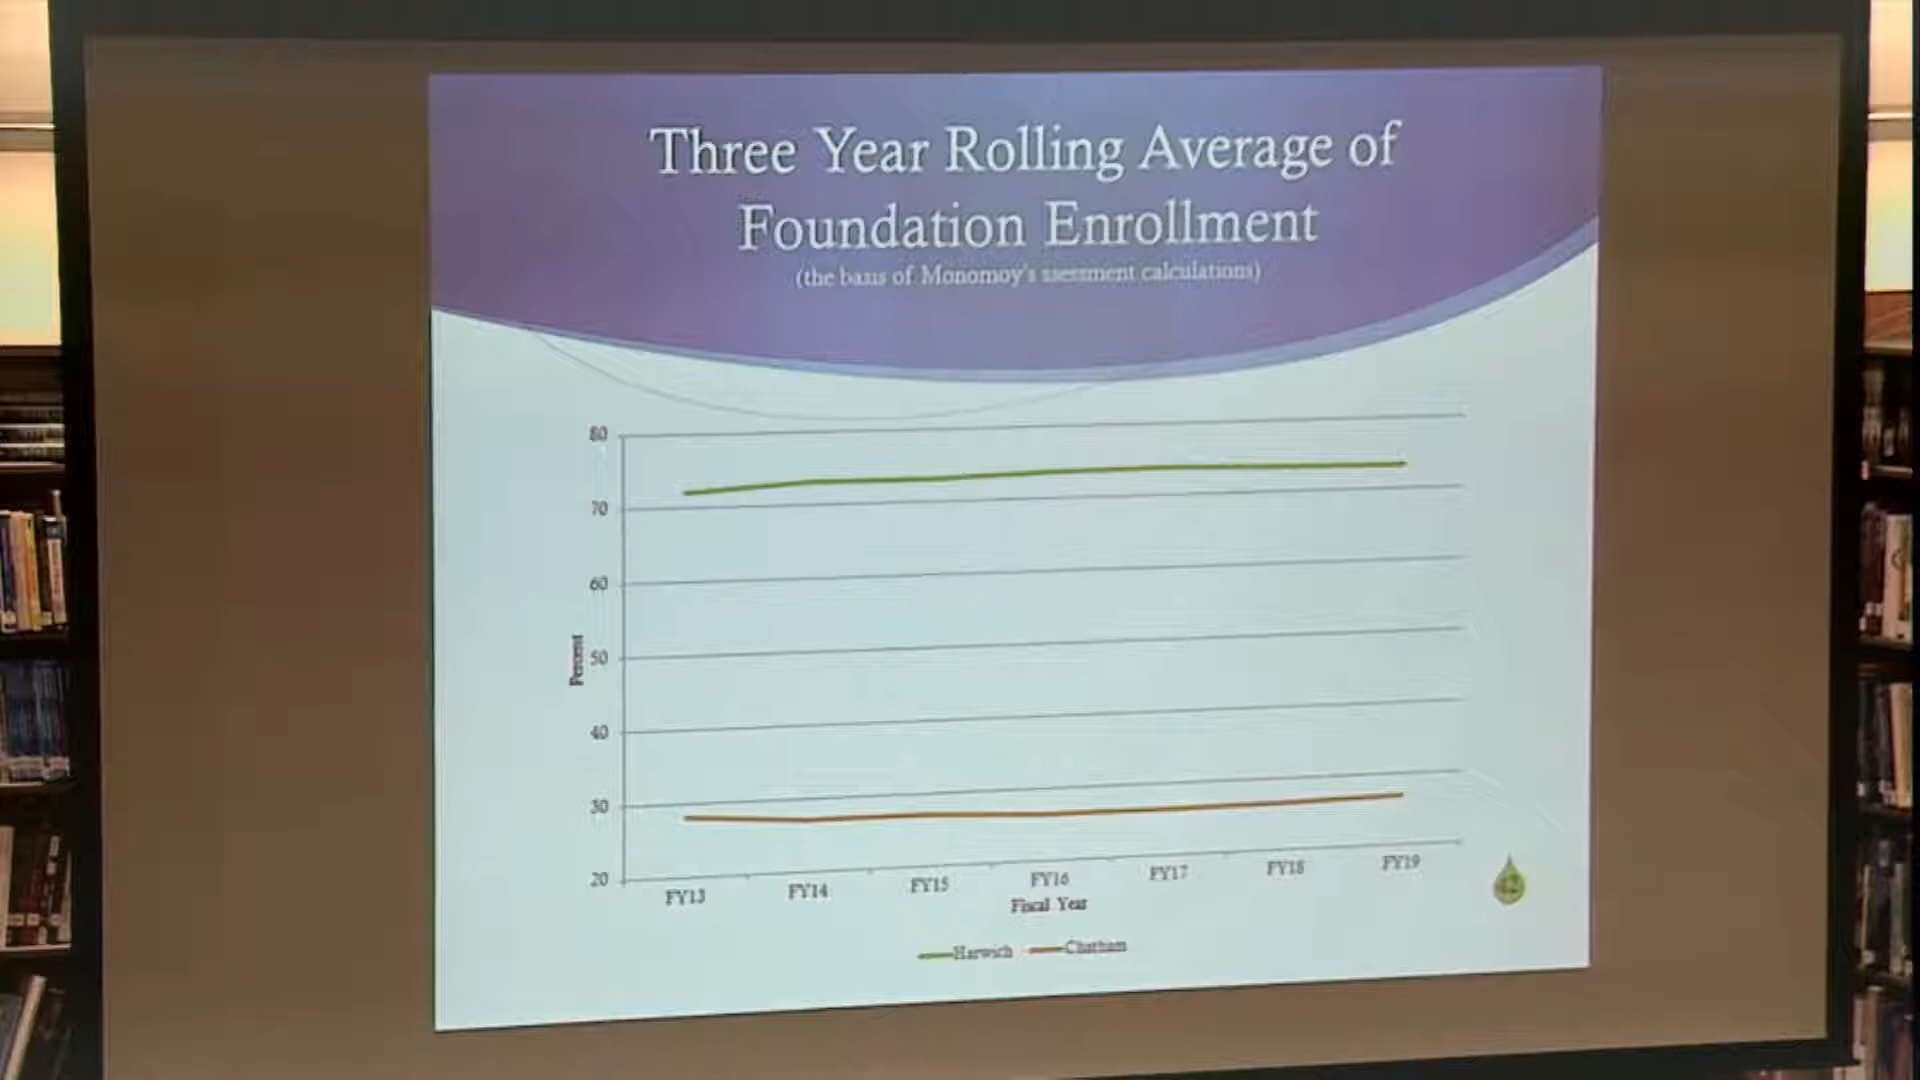 Three Year Rolling Average of
Foundation Enrollment
(the basis of Monomoy's assessment calculations)
80
70
60
50
40
30
20
Percent
FY13 FY14 FY15 FY16 FY17 FY18 FY19
Fiscal Year
Harwich Chatham
42